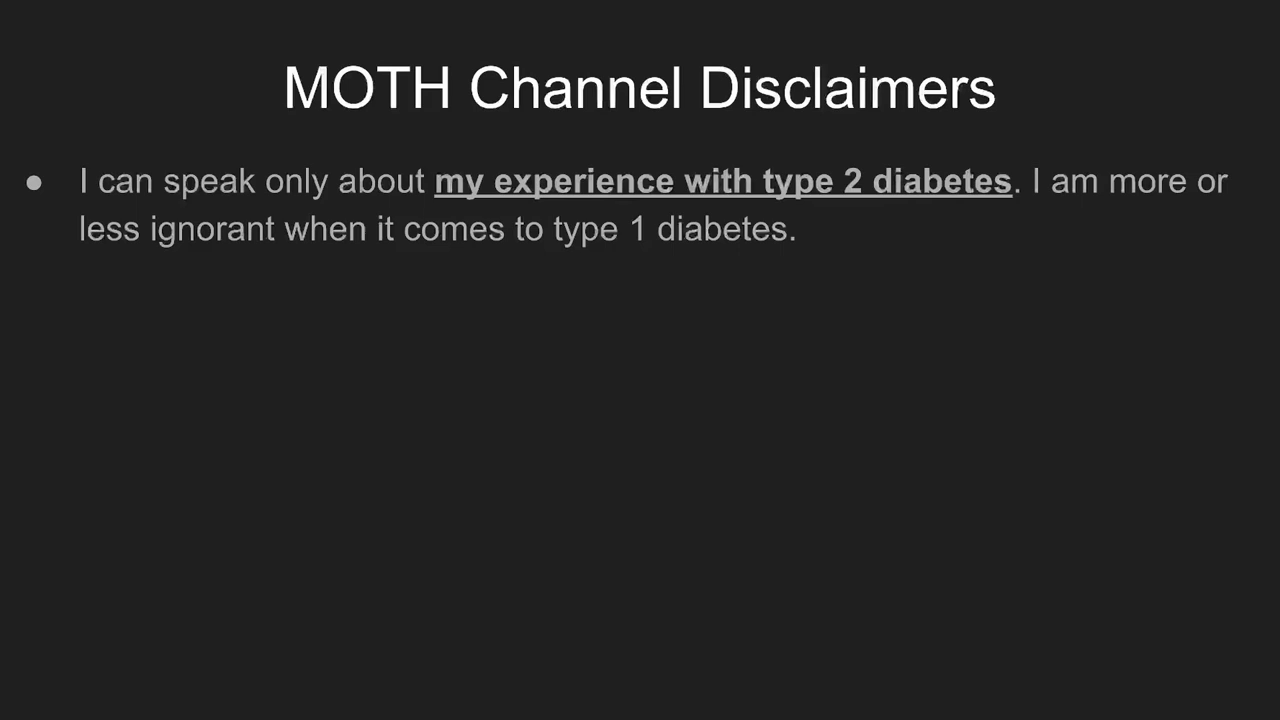 MOTH Channel Disclaimers
● I can speak only about my experience with type 2 diabetes. I am more or
less ignorant when it comes to type 1 diabetes.